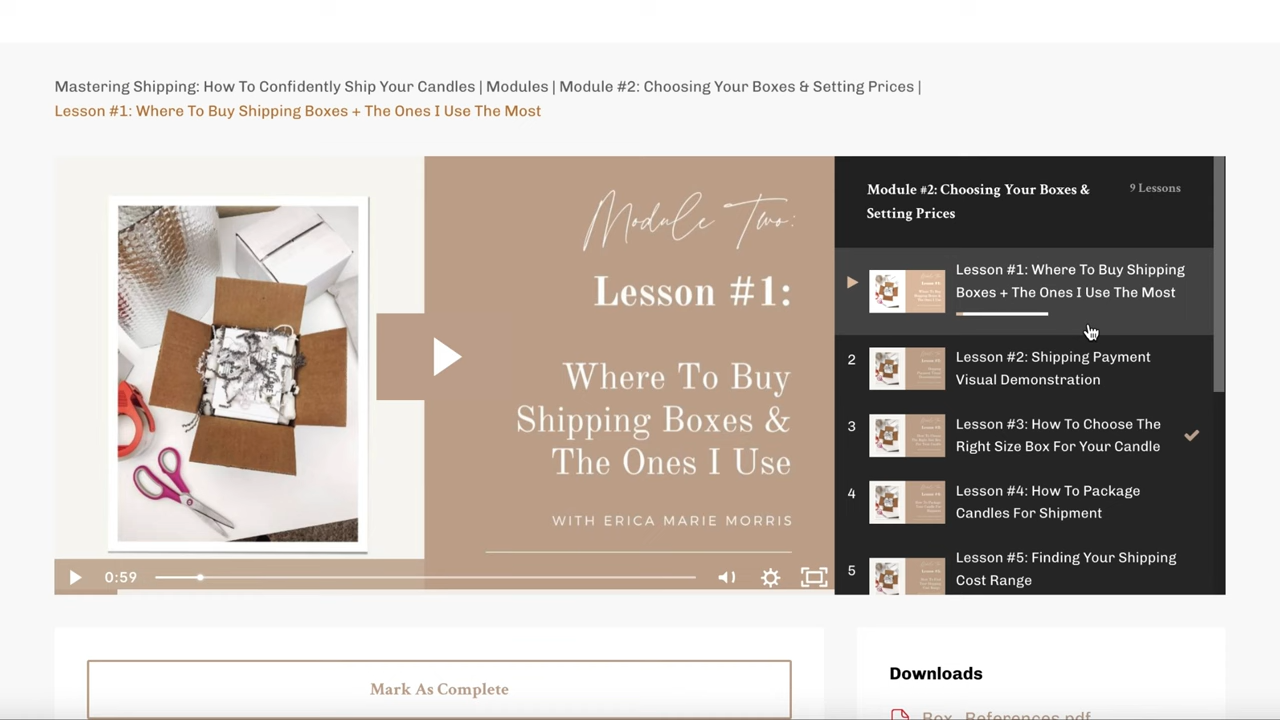 Mastering Shipping: How To Confidently Ship Your Candles | Modules | Module #2: Choosing Your Boxes & Setting Prices |
Lesson #1: Where To Buy Shipping Boxes + The Ones I Use The Most
Module Two:
Lesson #1:
Where To Buy
Shipping Boxes &
The Ones I Use
WITH ERICA MARIE MORRIS
0:59
Module #2: Choosing Your Boxes &
Setting Prices
9 Lessons
Lesson #1: Where To Buy Shipping
Boxes + The Ones I Use The Most
2
Lesson #2: Shipping Payment
Visual Demonstration
3
Lesson #3: How To Choose The
Right Size Box For Your Candle
4
Lesson #4: How To Package
Candles For Shipment
5
Lesson #5: Finding Your Shipping
Cost Range
Mark As Complete
Downloads
Box_References.pdf